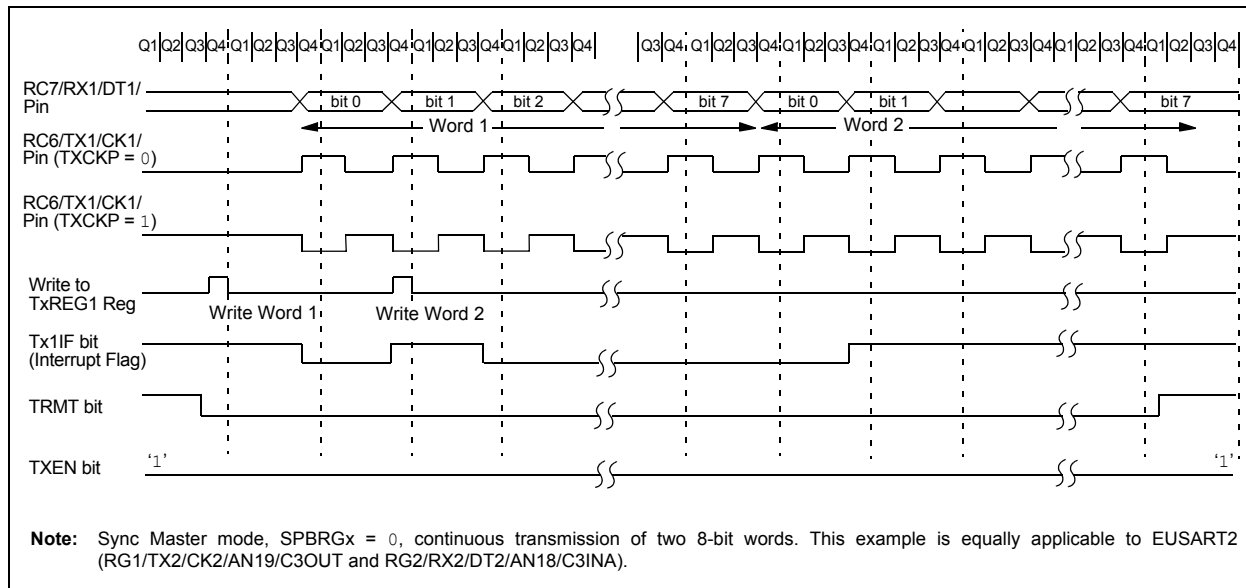 Q1 Q2 Q3 Q4 Q1 Q2 Q3 Q4 Q1 Q2 Q3 Q4 Q1 Q2 Q3 Q4 Q1 Q2 Q3 Q4 Q3 Q4 Q1 Q2 Q3 Q4 Q1 Q2 Q3 Q4 Q1 Q2 Q3 Q4 Q1 Q2 Q3 Q4 Q1 Q2 Q3 Q4 Q1 Q2 Q3 Q4
RC7/RX1/DT1/
Pin
bit 0 bit 1 bit 2 bit 7 bit 0 bit 1 bit 7
Word 1 Word 2
RC6/TX1/CK1/
Pin (TXCKP = 0)
RC6/TX1/CK1/
Pin (TXCKP = 1)
Write to
TxREG1 Reg
Write Word 1 Write Word 2
Tx1IF bit
(Interrupt Flag)
TRMT bit
TXEN bit '1' '1'
Note: Sync Master mode, SPBRGx = 0, continuous transmission of two 8-bit words. This example is equally applicable to EUSART2
(RG1/TX2/CK2/AN19/C3OUT and RG2/RX2/DT2/AN18/C3INA).